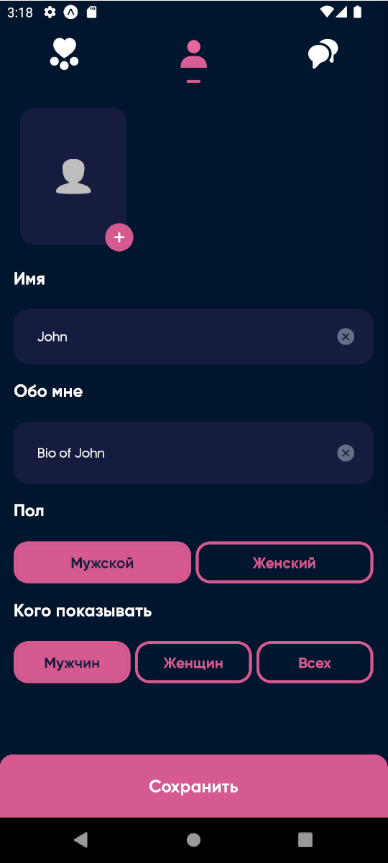 3:18
Имя
John
Обо мне
Bio of John
Пол
Мужской Женский
Кого показывать
Мужчин Женщин Всех
Сохранить